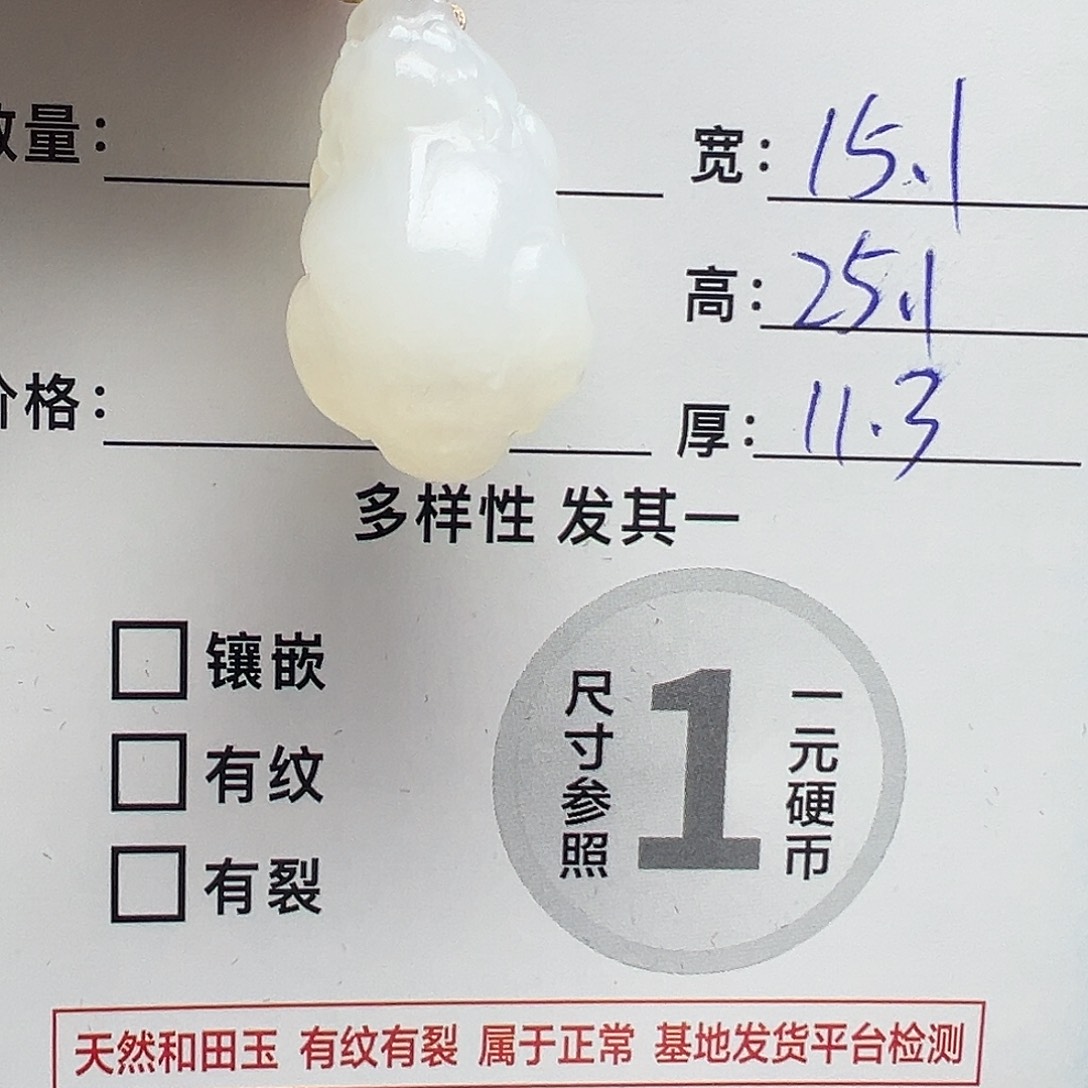 数量：
宽：15.1
高：25.1
价格：
厚：11.3
多样性 发其一
镶嵌
有纹
有裂
尺寸参照
1
一元硬币
天然和田玉 有纹有裂 属于正常 基地发货平台检测